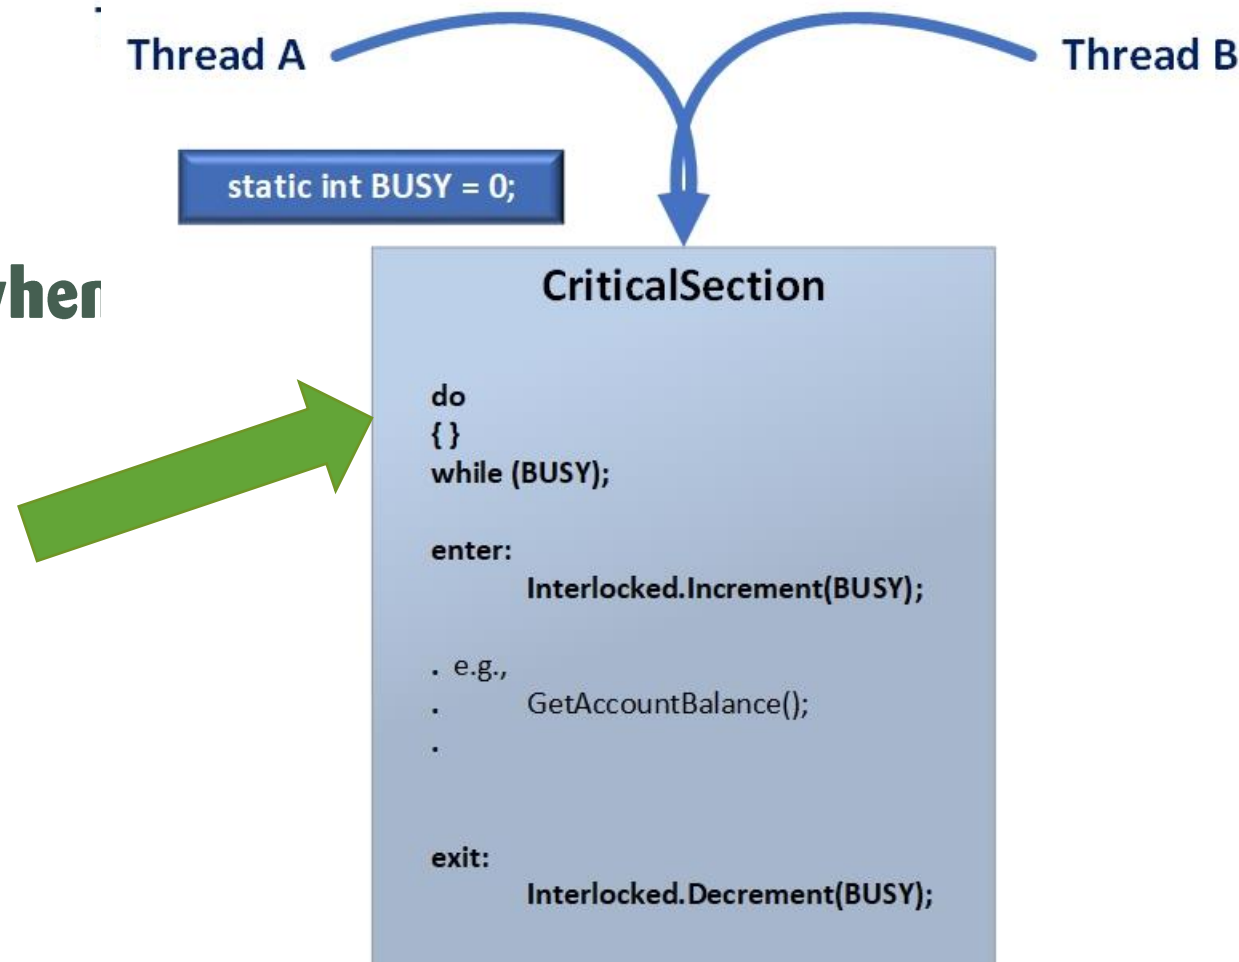 Thread A
Thread B
static int BUSY = 0;
CriticalSection
do
{ }
while (BUSY);
enter:
Interlocked.Increment(BUSY);
. e.g.,
. GetAccountBalance();
.
exit:
Interlocked.Decrement(BUSY);